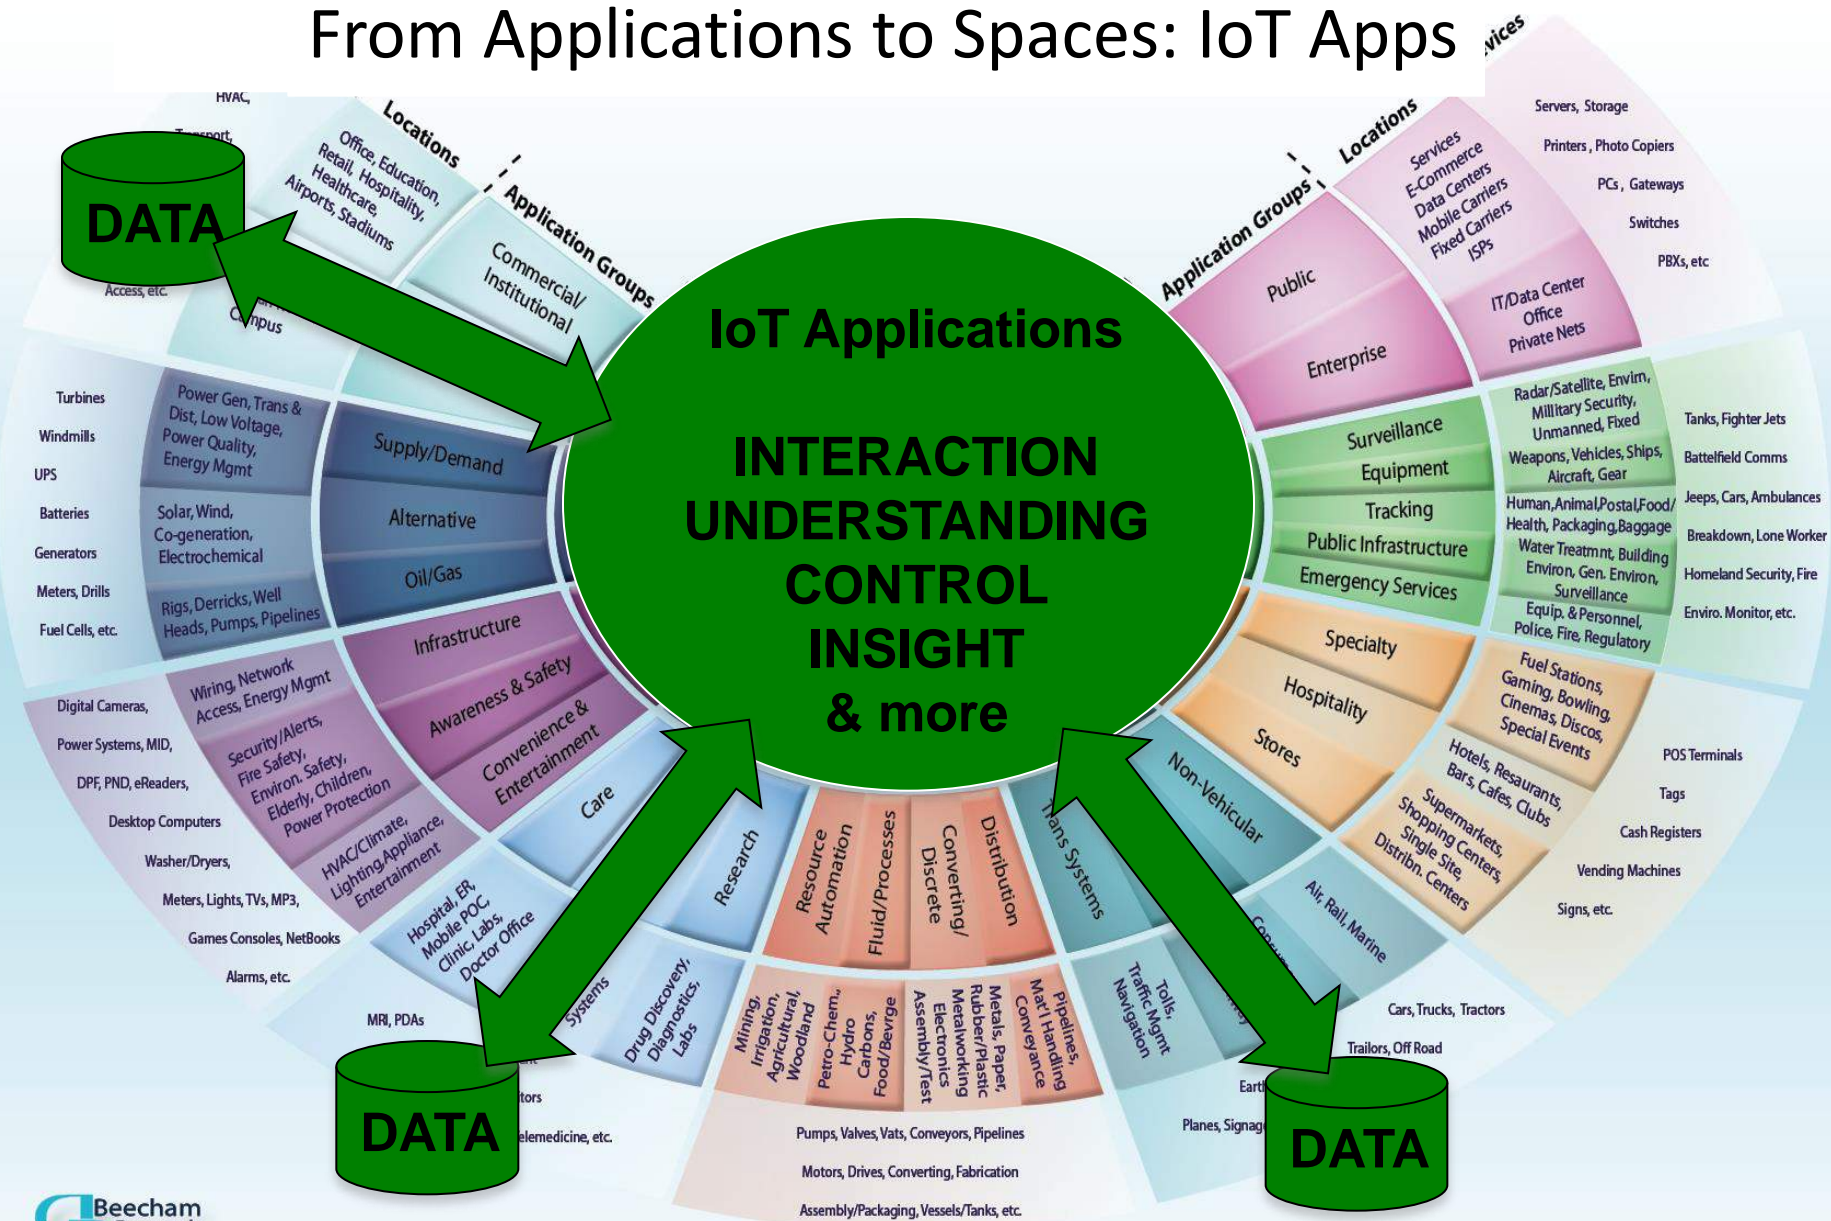 From Applications to Spaces: IoT Apps
vices
HVAC,
Transport,
Access, etc.
DATA
Locations
Office, Education,
Retail, Hospitality,
Healthcare,
Airports, Stadiums
Campus
Application Groups
Commercial/
Institutional
IoT Applications
INTERACTION
UNDERSTANDING
CONTROL
INSIGHT
& more
Application Groups
Public
Enterprise
Locations
Services
E-Commerce
Data Centers
Mobile Carriers
Fixed Carriers
ISPs
IT/Data Center
Office
Private Nets
Servers, Storage
Printers, Photo Copiers
PCs, Gateways
Switches
PBXs, etc
Turbines
Windmills
UPS
Batteries
Generators
Meters, Drills
Fuel Cells, etc.
Power Gen, Trans &
Dist, Low Voltage,
Power Quality,
Energy Mgmt
Solar, Wind,
Co-generation,
Electrochemical
Rigs, Derricks, Well
Heads, Pumps, Pipelines
Supply/Demand
Alternative
Oil/Gas
Surveillance
Equipment
Tracking
Public Infrastructure
Emergency Services
Radar/Satellite, Envirn,
Millitary Security,
Unmanned, Fixed
Weapons, Vehicles, Ships,
Aircraft, Gear
Human,Animal,Postal,Food/
Health, Packaging,Baggage
Water Treatmnt, Building
Environ, Gen. Environ,
Surveillance
Equip. & Personnel,
Police, Fire, Regulatory
Tanks, Fighter Jets
Battelfield Comms
Jeeps, Cars, Ambulances
Breakdown, Lone Worker
Homeland Security, Fire
Enviro. Monitor, etc.
Infrastructure
Awareness & Safety
Convenience &
Entertainment
Wiring, Network
Access, Energy Mgmt
Security/Alerts,
Fire Safety,
Environ. Safety,
Elderly, Children,
Power Protection
HVAC/Climate,
Lighting,Appliance,
Entertainment
Digital Cameras,
Power Systems, MID,
DPF, PND, eReaders,
Desktop Computers
Washer/Dryers,
Meters, Lights, TVs, MP3,
Games Consoles, NetBooks
Alarms, etc.
Specialty
Hospitality
Stores
Fuel Stations,
Gaming, Bowling,
Cinemas, Discos,
Special Events
Hotels, Resaurants,
Bars, Cafes, Clubs
Supermarkets,
Shopping Centers,
Single Site,
Distribn. Centers
POS Terminals
Tags
Cash Registers
Vending Machines
Signs, etc.
Care
Research
Hospital, ER,
Mobile POC,
Clinic, Labs,
Doctor Office
Systems
Drug Discovery,
Diagnostics,
Labs
MRI, PDAs
elemedicine, etc.
DATA
Resource
Automation
Fluid/Processes
Converting/
Discrete
Distribution
Mining,
Irrigation,
Agricultural,
Woodland
Petro-Chem.,
Hydro
Carbons,
Food/Bevrge
Metals, Paper,
Rubber/Plastic
Metalworking
Electronics
Assembly/Test
Pipelines,
Mat'l Handling
Conveyance
Pumps, Valves, Vats, Conveyors, Pipelines
Motors, Drives, Converting, Fabrication
Assembly/Packaging, Vessels/Tanks, etc.
Trans Systems
Non-Vehicular
Tolls,
Traffic Mgmt
Navigation
Air, Rail, Marine
Cars, Trucks, Tractors
Trailors, Off Road
Planes, Signag
DATA
Beecham